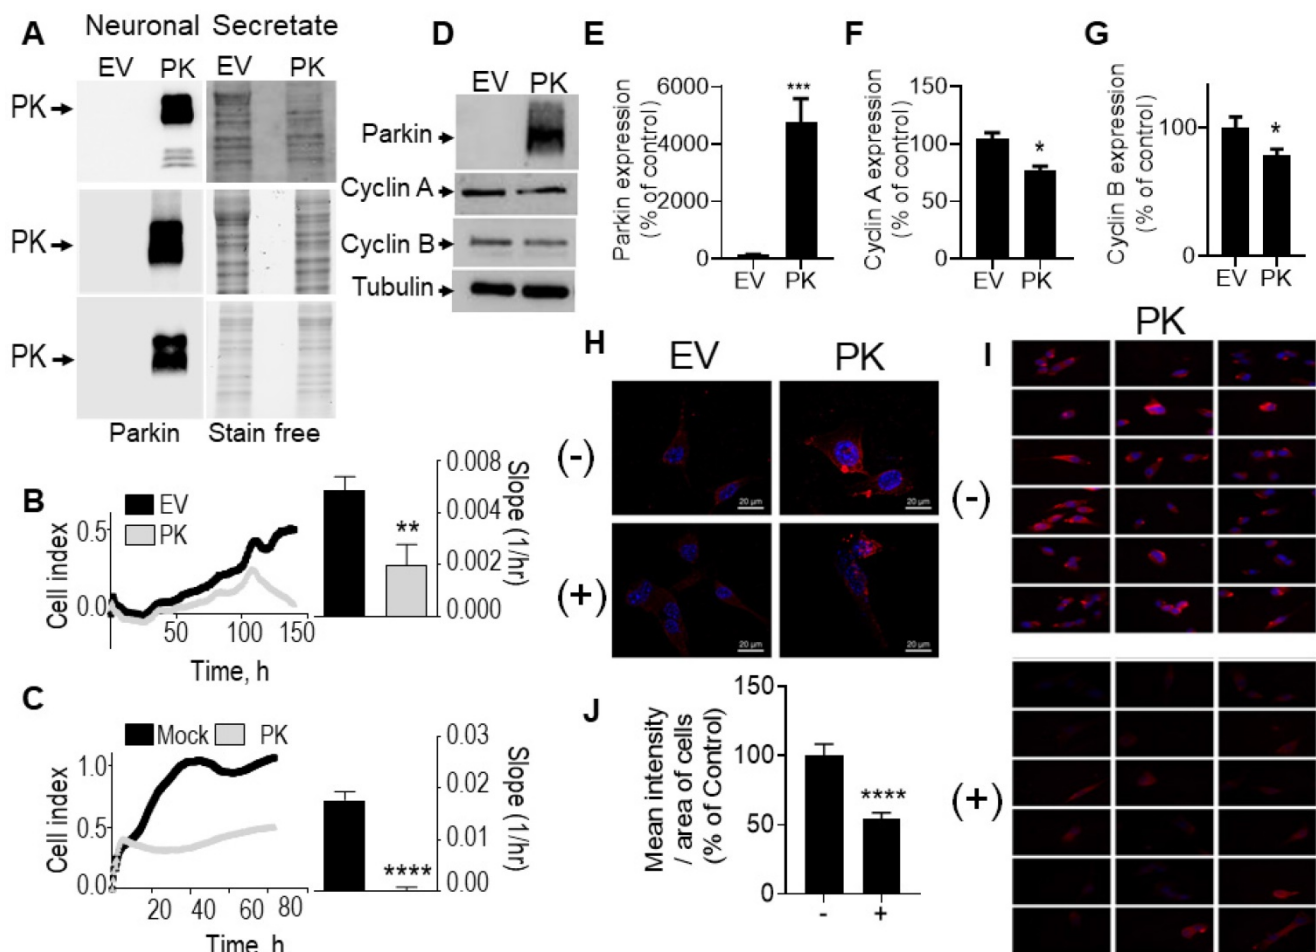 A
Neuronal Secretate
EV PK EV PK
PK
PK
PK
Parkin Stain free
B
EV
PK
Cell index
0.5
0.0
50 100 150
Time, h
**
0.008
0.006
0.004
0.002
0.000
Slope (1/hr)
C
Mock PK
Cell index
1.0
0.5
0.0
20 40 60 80
Time, h
****
0.03
0.02
0.01
0.00
Slope (1/hr)
D
EV PK
Parkin
Cyclin A
Cyclin B
Tubulin
E
Parkin expression
(% of control)
6000
4000
2000
0
***
EV PK
F
Cyclin A expression
(% of control)
150
100
50
0
*
EV PK
G
Cyclin B expression
(% of control)
100
0
*
EV PK
H
EV PK
(-)
20 µm 20 µm
(+)
20 µm 20 µm
I
PK
(-)
(+)
J
Mean intensity
/ area of cells
(% of Control)
150
100
50
0
****
- +